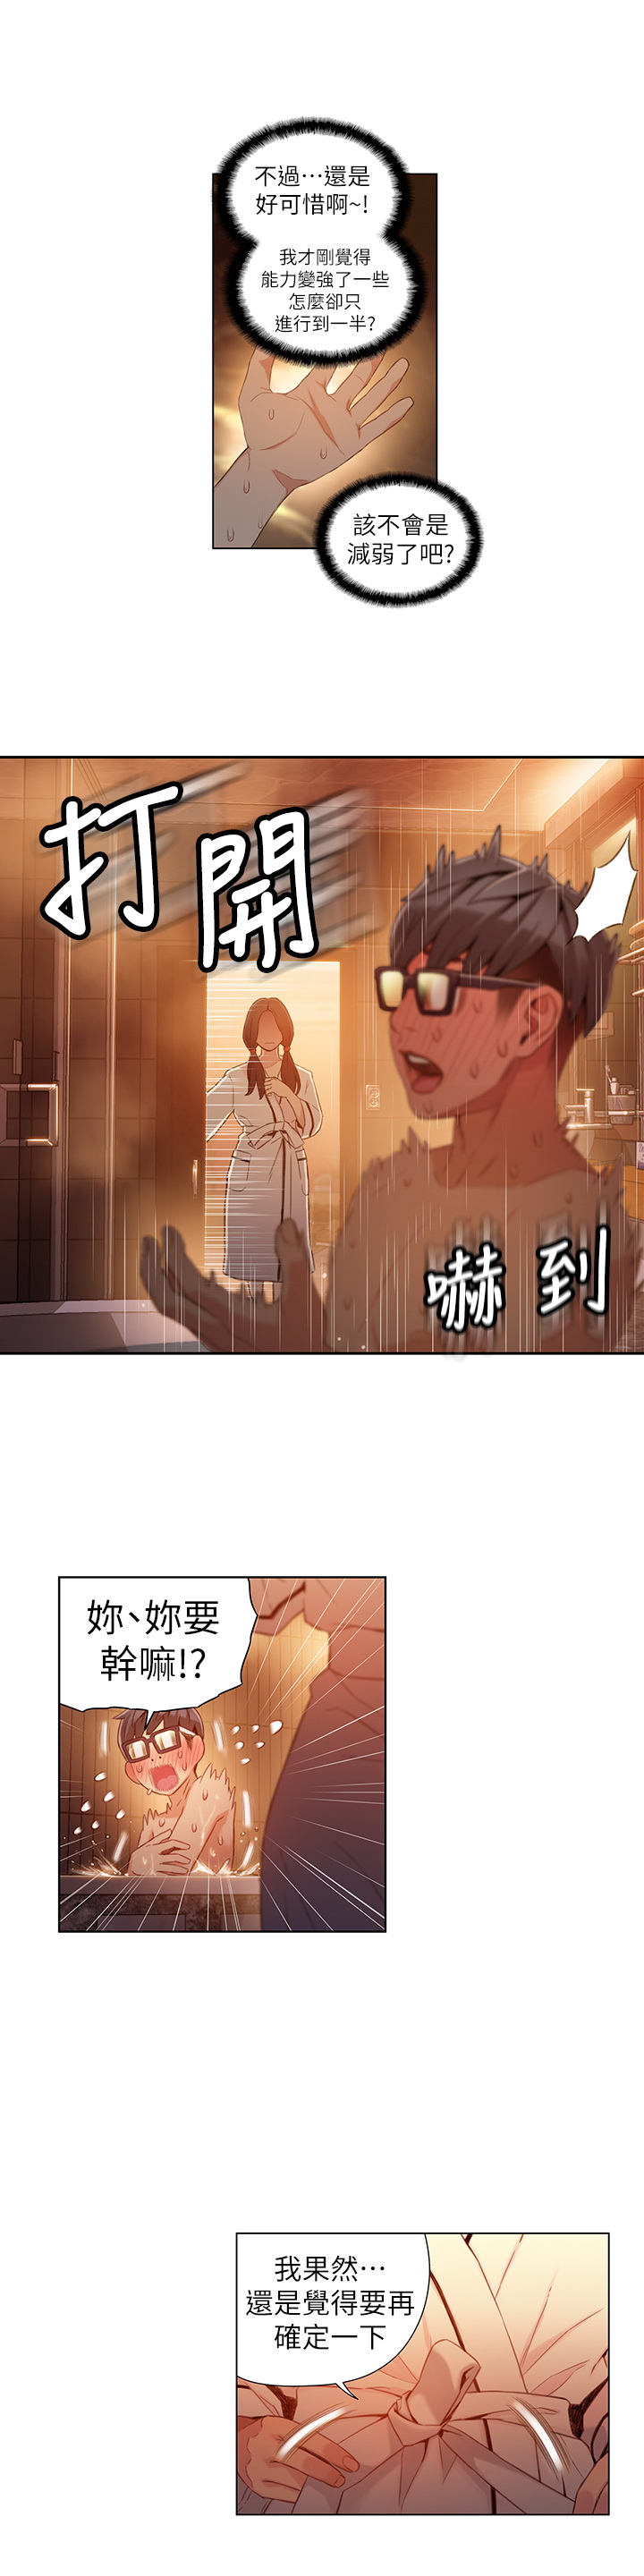 不過…還是
好可惜啊~!
我才剛覺得
能力變強了一些
怎麼卻只
進行到一半?
該不會是
減弱了吧?
打開
嚇到
妳、妳要
幹嘛!?
我果然…
還是覺得要再
確定一下